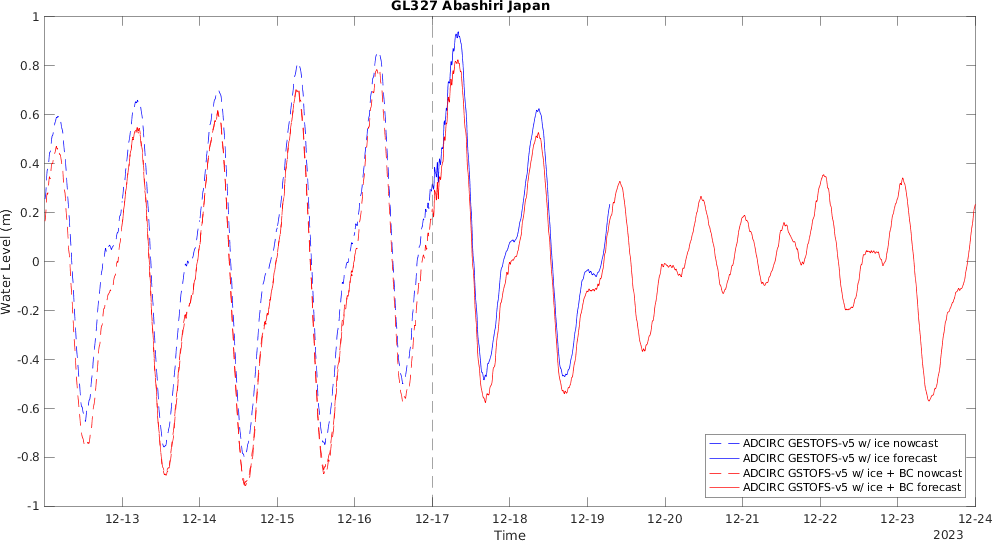 GL327 Abashiri Japan
1
0.8
0.6
0.4
0.2
0
-0.2
-0.4
-0.6
-0.8
-1
Water Level (m)
ADCIRC GESTOFS-v5 w/ ice nowcast
ADCIRC GESTOFS-v5 w/ ice forecast
ADCIRC GSTOFS-v5 w/ ice + BC nowcast
ADCIRC GSTOFS-v5 w/ ice + BC forecast
12-13 12-14 12-15 12-16 12-17 12-18 12-19 12-20 12-21 12-22 12-23 12-24
Time
2023